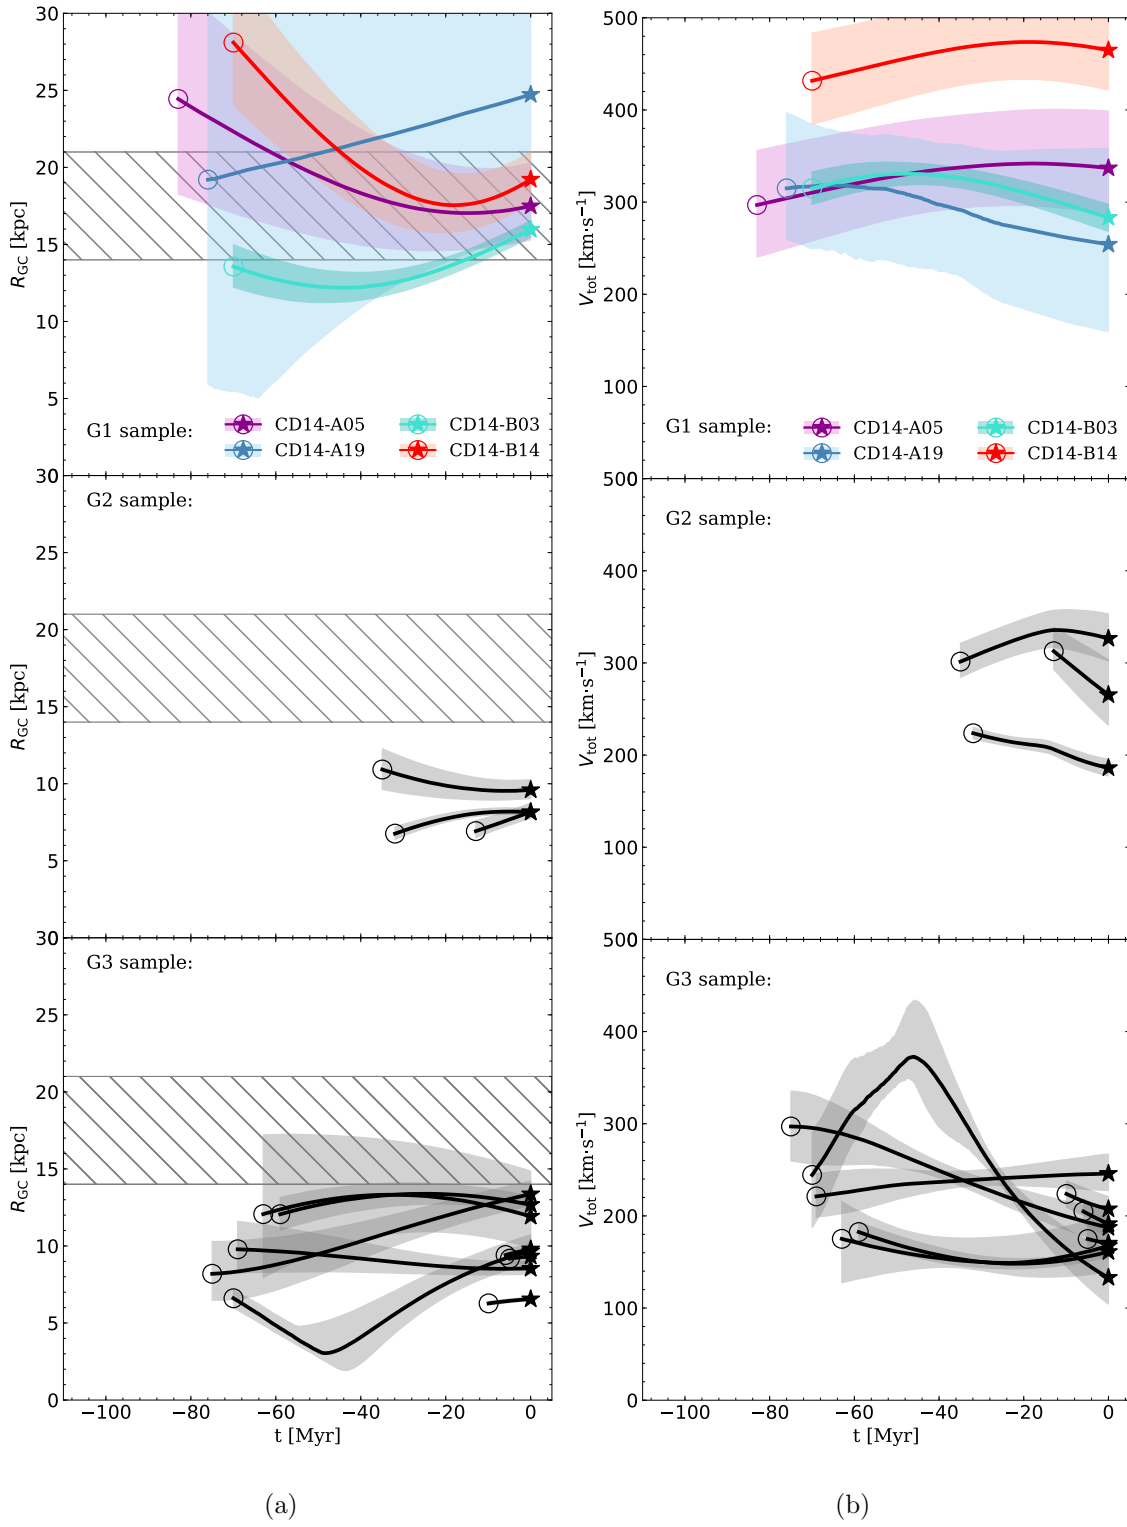 30
25
20
15
10
5
R_GC [kpc]
G1 sample:
CD14-A05
CD14-B03
CD14-A19
CD14-B14
30
0
G2 sample:
25
20
15
10
5
R_GC [kpc]
30
0
G3 sample:
25
20
15
10
5
0
R_GC [kpc]
−100
−80
−60
−40
−20
0
t [Myr]
(a)
500
400
300
200
100
V_tot [km·s⁻¹]
G1 sample:
CD14-A05
CD14-B03
CD14-A19
CD14-B14
500
0
G2 sample:
400
300
200
100
V_tot [km·s⁻¹]
500
0
G3 sample:
400
300
200
100
0
V_tot [km·s⁻¹]
−100
−80
−60
−40
−20
0
t [Myr]
(b)